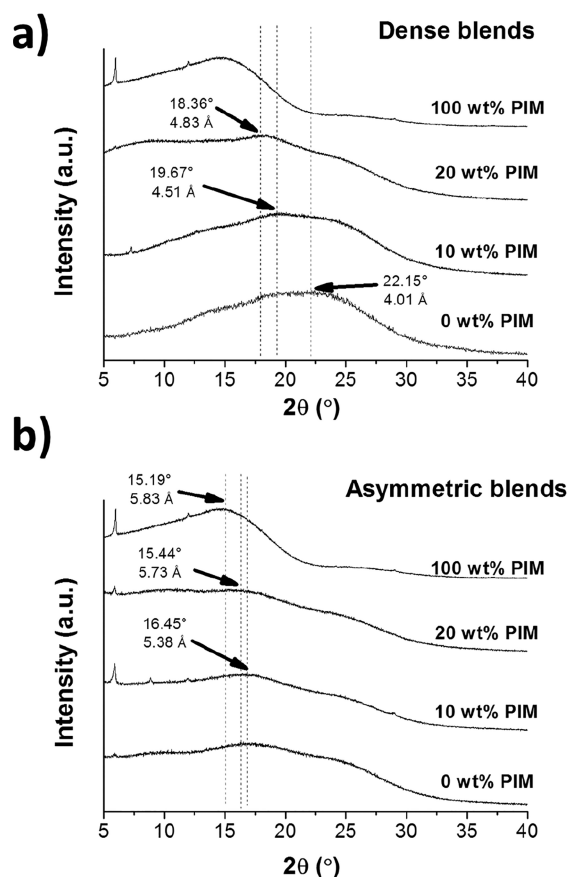 a)
Dense blends
100 wt% PIM
18.36°
4.83 Å
20 wt% PIM
19.67°
4.51 Å
10 wt% PIM
22.15°
4.01 Å
0 wt% PIM
Intensity (a.u.)
5 10 15 20 25 30 35 40
2θ (°)
b)
Asymmetric blends
15.19°
5.83 Å
100 wt% PIM
15.44°
5.73 Å
20 wt% PIM
16.45°
5.38 Å
10 wt% PIM
0 wt% PIM
Intensity (a.u.)
5 10 15 20 25 30 35 40
2θ (°)